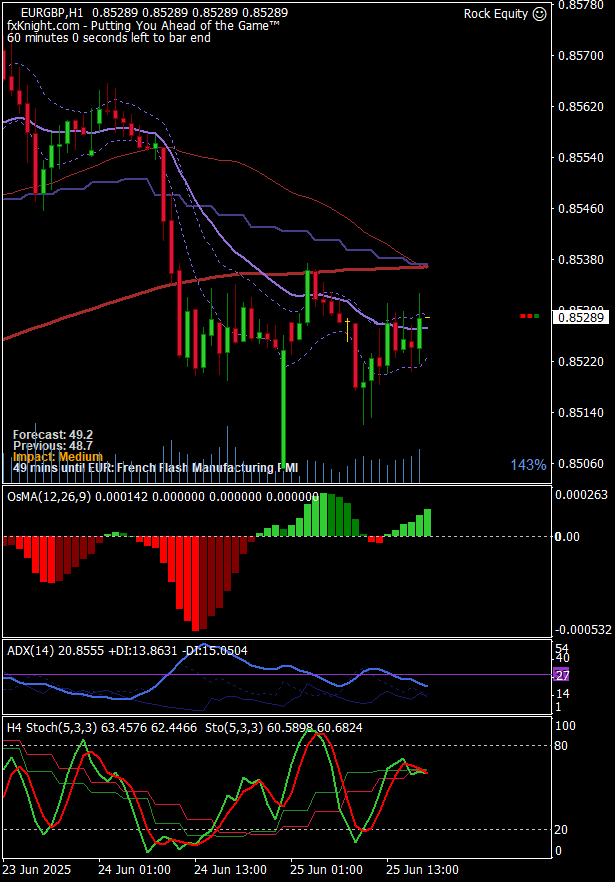 EURGBP,H1 0.85289 0.85289 0.85289 0.85289
Rock Equity ☺
fxKnight.com - Putting You Ahead of the Game™
60 minutes 0 seconds left to bar end
0.85780
0.85700
0.85620
0.85540
0.85460
0.85380
0.85289
0.85220
0.85140
0.85060
Forecast: 49.2
Previous: 48.7
Impact: Medium
49 mins until EUR: French Flash Manufacturing PMI
143%
OsMA(12,26,9) 0.000142 0.000000 0.000000 0.000000
0.000263
0.00
-0.000532
ADX(14) 20.8555 +DI:13.8631 -DI:15.0504
54
40
27
14
1
H4 Stoch(5,3,3) 63.4576 62.4466 Sto(5,3,3) 60.5898 60.6824
100
80
20
0
23 Jun 2025 24 Jun 01:00 24 Jun 13:00 25 Jun 01:00 25 Jun 13:00